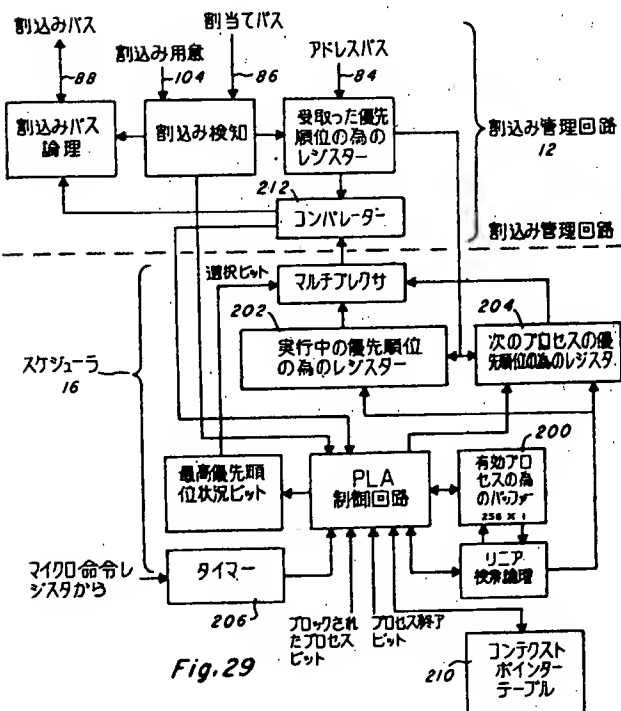 割込みバス
88
割込み用意
104
割当てバス
86
アドレスバス
84
割込みバス
論理
割込み検知
受取った優先
順位の為の
レジスター
割込み管理回路
12
212
コンパレーター
割込み管理回路
選択ビット
マルチプレクサ
202
204
実行中の優先順位
の為のレジスター
次のプロセスの優
先順位の為のレジスタ
スケジューラ
16
最高優先順
位状況ビット
PLA
制御回路
200
有効プロ
セスの為
のバッファ
256 × 1
マイクロ命令レ
ジスタから
タイマー
206
リニア
検索論理
ブロックされ
たプロセス
ビット
プロセス終了
ビット
Fig.29
210
コンテクスト
ポインター
テーブル